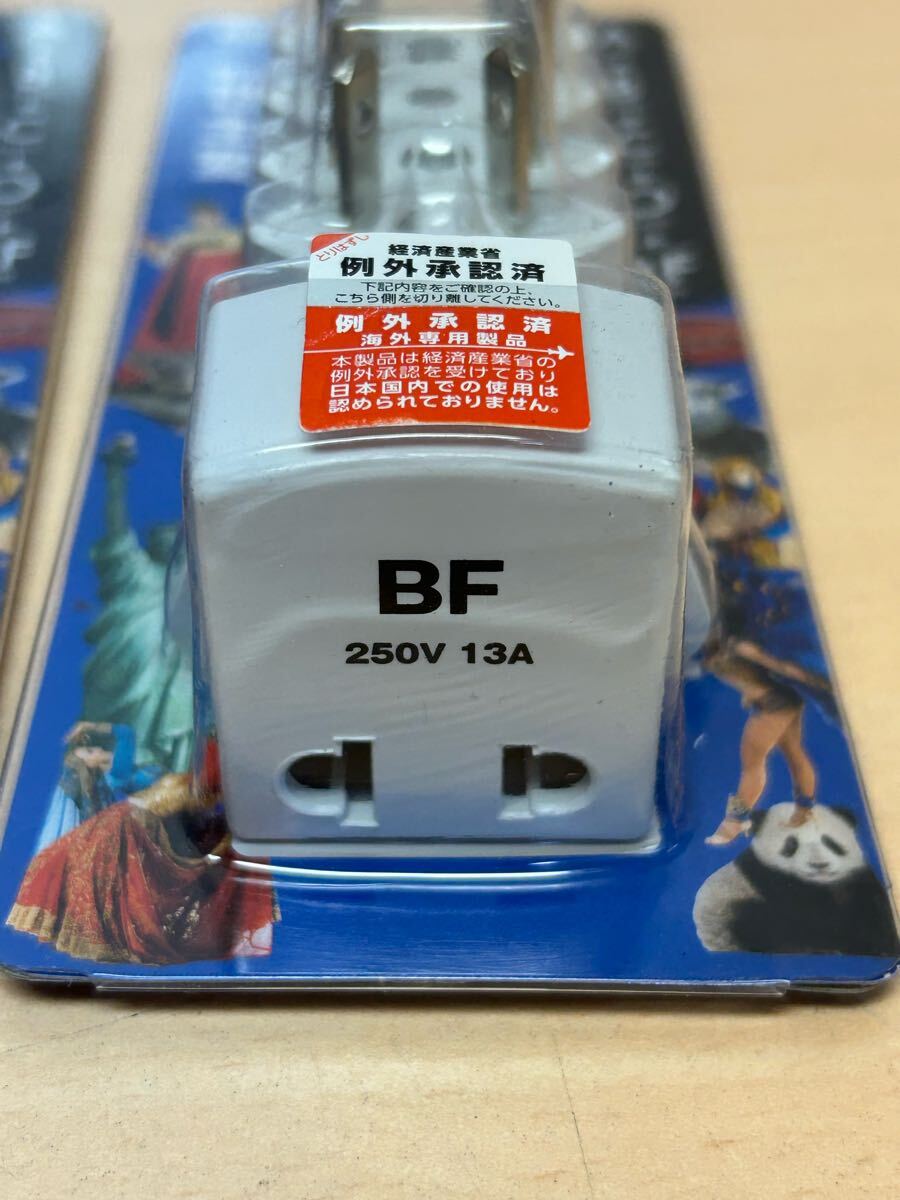 とりはずし
経済産業省
例外承認済
下記内容をご確認の上、
こちら側を切り離してください。
例外承認済
海外専用製品
本製品は経済産業省の
例外承認を受けており
日本国内での使用は
認められておりません。
BF
250V 13A